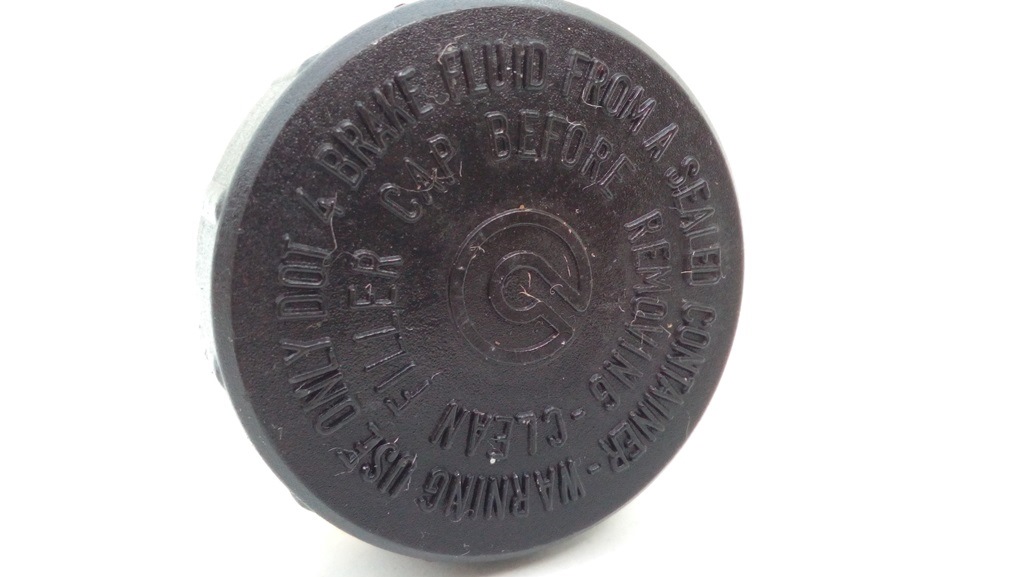 WARNING USE ONLY DOT 4 BRAKE FLUID FROM A SEALED CONTAINER -
CLEAN FILLER CAP BEFORE REMOVING -